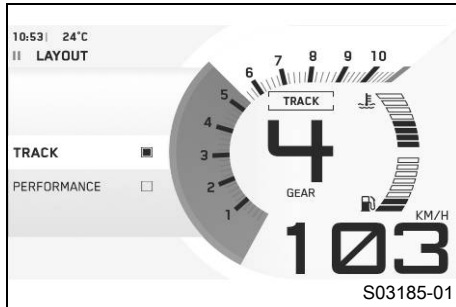 10:53 24°C
LAYOUT
TRACK
PERFORMANCE
1
2
3
4
5
6
7
8
9
10
TRACK
4
GEAR
KM/H
103
S03185-01